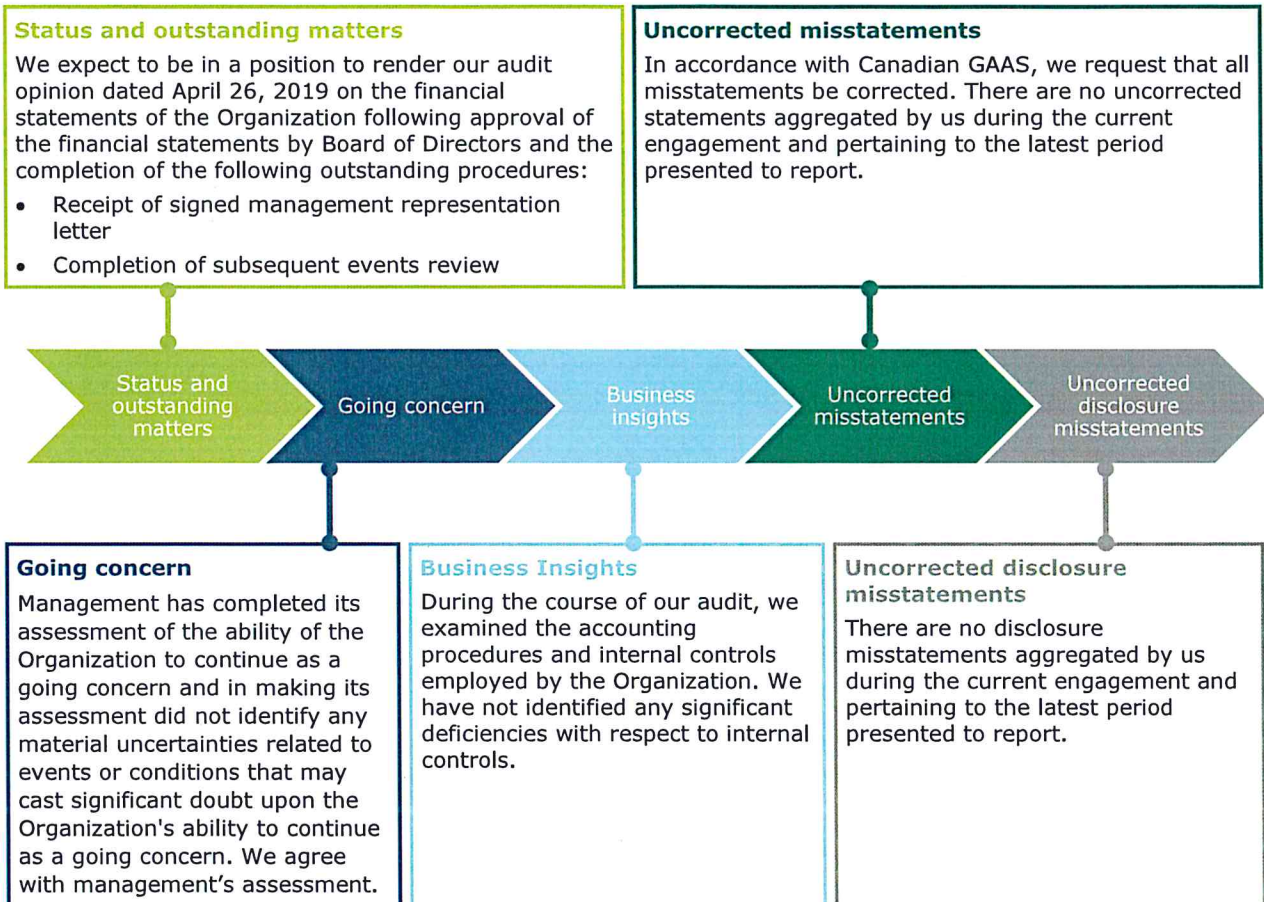 Status and outstanding matters
We expect to be in a position to render our audit
opinion dated April 26, 2019 on the financial
statements of the Organization following approval of
the financial statements by Board of Directors and the
completion of the following outstanding procedures:
• Receipt of signed management representation
letter
• Completion of subsequent events review
Uncorrected misstatements
In accordance with Canadian GAAS, we request that all
misstatements be corrected. There are no uncorrected
statements aggregated by us during the current
engagement and pertaining to the latest period
presented to report.
Status and
outstanding
matters
Going concern
Business
insights
Uncorrected
misstatements
Uncorrected
disclosure
misstatements
Going concern
Management has completed its
assessment of the ability of the
Organization to continue as a
going concern and in making its
assessment did not identify any
material uncertainties related to
events or conditions that may
cast significant doubt upon the
Organization's ability to continue
as a going concern. We agree
with management's assessment.
Business Insights
During the course of our audit, we
examined the accounting
procedures and internal controls
employed by the Organization. We
have not identified any significant
deficiencies with respect to internal
controls.
Uncorrected disclosure
misstatements
There are no disclosure
misstatements aggregated by us
during the current engagement and
pertaining to the latest period
presented to report.